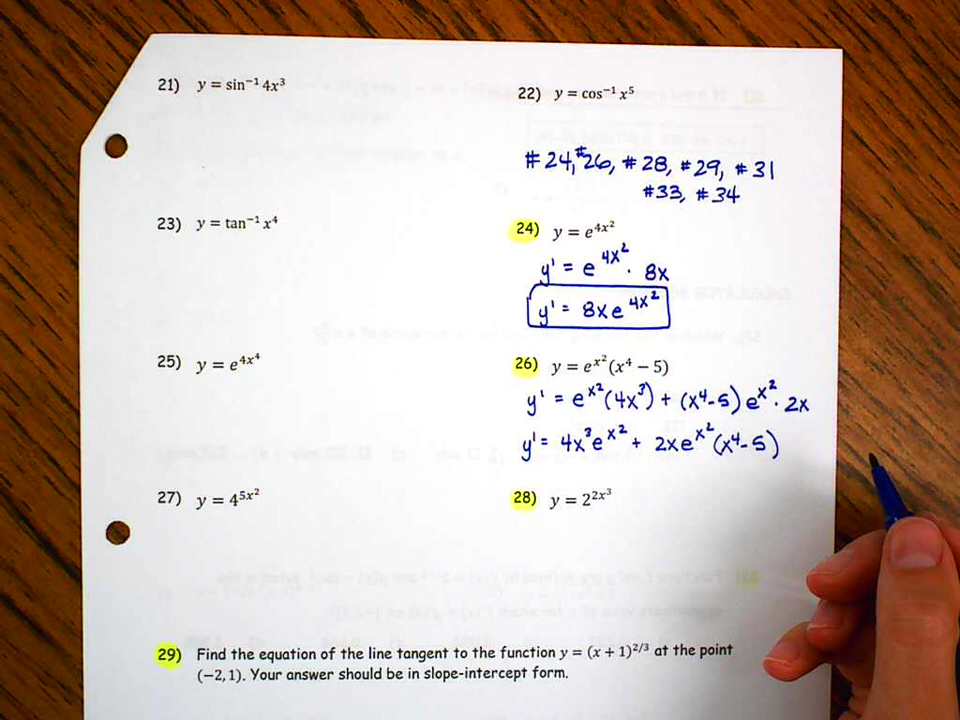 21) y = sin⁻¹ 4x³
22) y = cos⁻¹ x⁵
#24, #26, #28, #29, #31
#33, #34
23) y = tan⁻¹ x⁴
24) y = e^{4x²}
y' = e^{4x²} · 8x
y' = 8xe^{4x²}
25) y = e^{4x⁴}
26) y = e^{x²}(x⁴ − 5)
y' = e^{x²}(4x³) + (x⁴-5) e^{x²} · 2x
y' = 4x³e^{x²} + 2xe^{x²}(x⁴-5)
27) y = 4^{5x²}
28) y = 2^{2x³}
29) Find the equation of the line tangent to the function y = (x + 1)^{2/3} at the point
(−2, 1). Your answer should be in slope-intercept form.